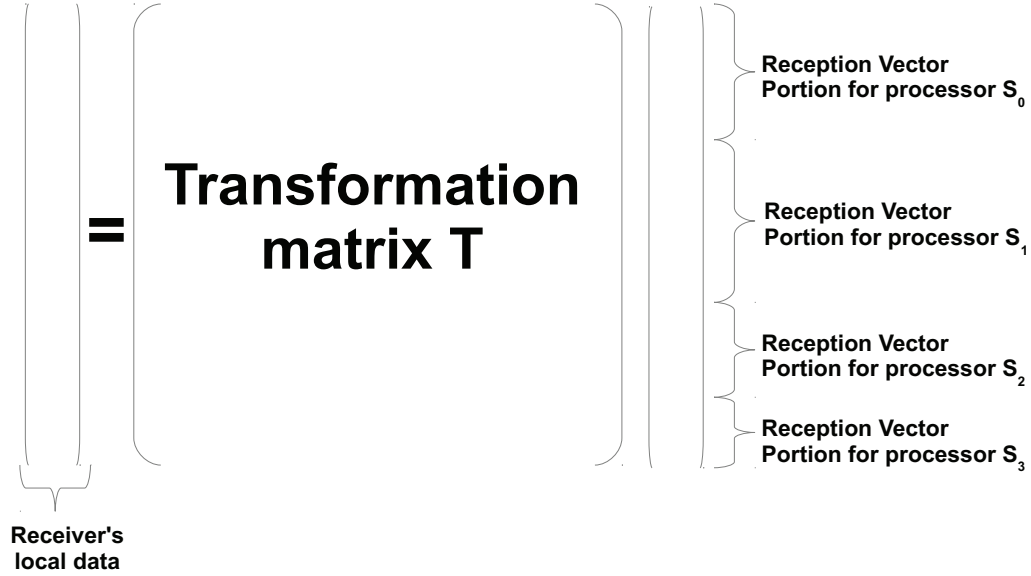 Reception Vector
Portion for processor S0
=
Transformation
matrix T
Reception Vector
Portion for processor S1
Reception Vector
Portion for processor S2
Reception Vector
Portion for processor S3
Receiver's
local data